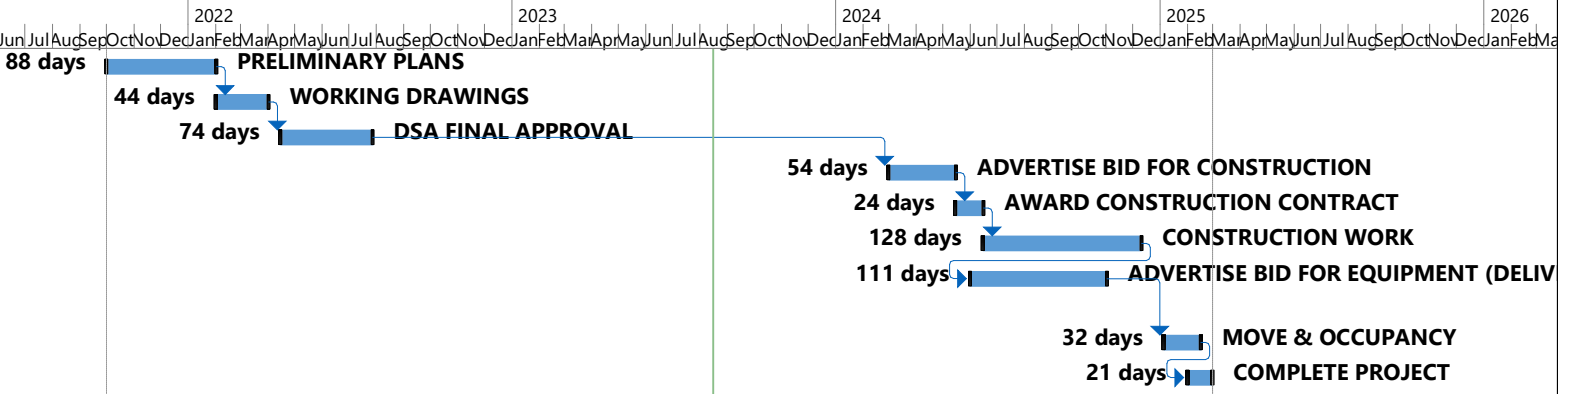 2022 2023 2024 2025 2026
Jun Jul Aug Sep Oct Nov Dec Jan Feb Mar Apr May Jun Jul Aug Sep Oct Nov Dec Jan Feb Mar Apr May Jun Jul Aug Sep Oct Nov Dec Jan Feb Mar Apr May Jun Jul Aug Sep Oct Nov Dec Jan Feb Mar Apr May Jun Jul Aug Sep Oct Nov Dec Jan Feb Ma
88 days PRELIMINARY PLANS
44 days WORKING DRAWINGS
74 days DSA FINAL APPROVAL
54 days ADVERTISE BID FOR CONSTRUCTION
24 days AWARD CONSTRUCTION CONTRACT
128 days CONSTRUCTION WORK
111 days ADVERTISE BID FOR EQUIPMENT (DELIV
32 days MOVE & OCCUPANCY
21 days COMPLETE PROJECT